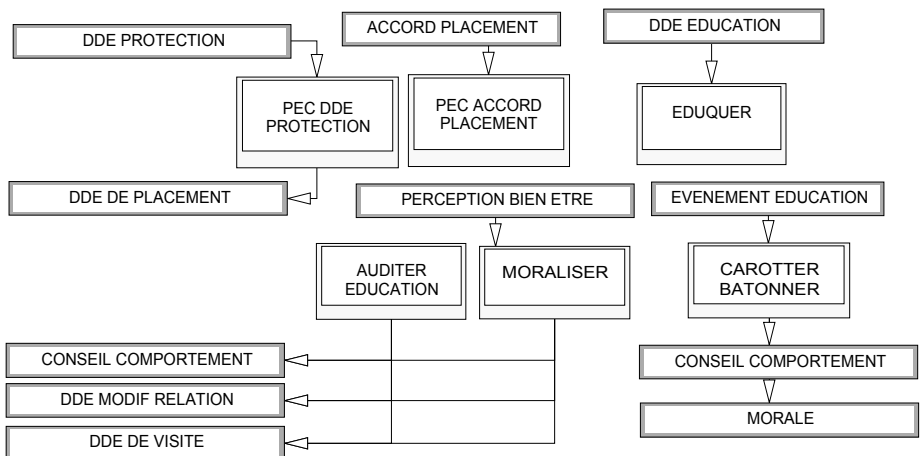 DDE PROTECTION
ACCORD PLACEMENT
DDE EDUCATION
PEC DDE
PROTECTION
PEC ACCORD
PLACEMENT
EDUQUER
DDE DE PLACEMENT
PERCEPTION BIEN ETRE
EVENEMENT EDUCATION
AUDITER
EDUCATION
MORALISER
CAROTTER
BATONNER
CONSEIL COMPORTEMENT
CONSEIL COMPORTEMENT
DDE MODIF RELATION
MORALE
DDE DE VISITE